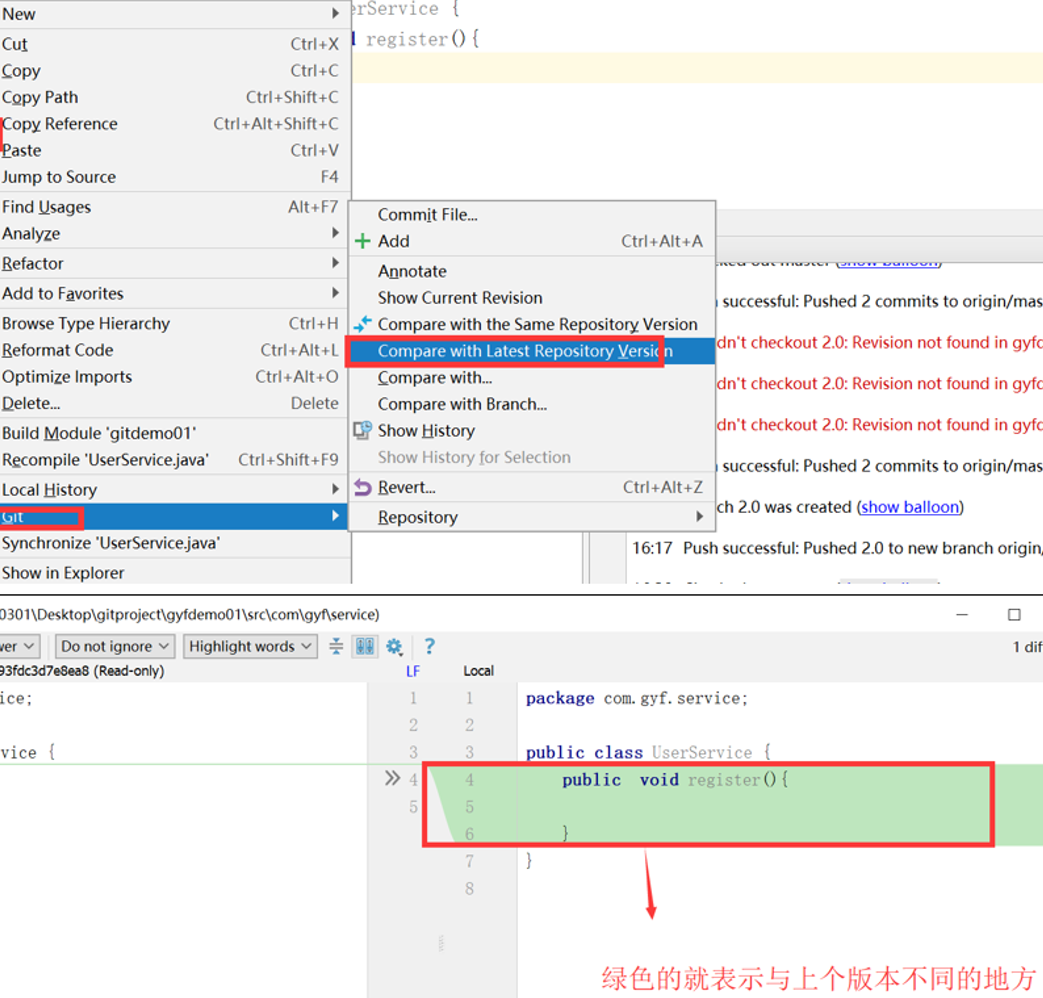 New
erService {
Cut Ctrl+X
register(){
Copy Ctrl+C
Copy Path Ctrl+Shift+C
Copy Reference Ctrl+Alt+Shift+C
Paste Ctrl+V
Jump to Source F4
Find Usages Alt+F7
Analyze
Refactor
Add to Favorites
Browse Type Hierarchy Ctrl+H
Reformat Code Ctrl+Alt+L
Optimize Imports Ctrl+Alt+O
Delete... Delete
Build Module 'gitdemo01'
Recompile 'UserService.java' Ctrl+Shift+F9
Local History
Git
Synchronize 'UserService.java'
Show in Explorer
Commit File...
Add Ctrl+Alt+A
Annotate
Show Current Revision
Compare with the Same Repository Version
Compare with Latest Repository Version
Compare with...
Compare with Branch...
Show History
Show History for Selection
Revert... Ctrl+Alt+Z
Repository
cked out master (show balloon)
successful: Pushed 2 commits to origin/mas
dn't checkout 2.0: Revision not found in gyfd
dn't checkout 2.0: Revision not found in gyfd
dn't checkout 2.0: Revision not found in gyfd
successful: Pushed 2 commits to origin/mas
ch 2.0 was created (show balloon)
16:17 Push successful: Pushed 2.0 to new branch origin/
0301\Desktop\gitproject\gyfdemo01\src\com\gyf\service)
wer Do not ignore Highlight words ? 1 dif
93fdc3d7e8ea8 (Read-only) LF Local
ice; 1 1 package com.gyf.service;
2 2
vice { 3 3 public class UserService {
4 4 public void register(){
5 5
6 }
7 }
8
绿色的就表示与上个版本不同的地方